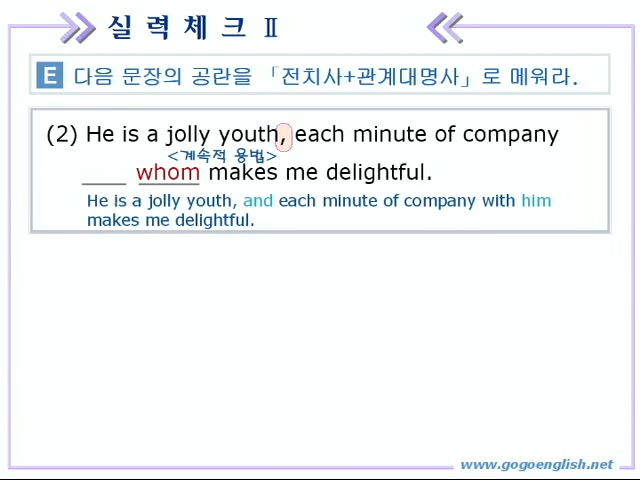 실 력 체 크 Ⅱ
E 다음 문장의 공란을 「전치사+관계대명사」로 메워라.
(2) He is a jolly youth, each minute of company
<계속적 용법>
____ whom makes me delightful.
He is a jolly youth, and each minute of company with him
makes me delightful.
www.gogoenglish.net